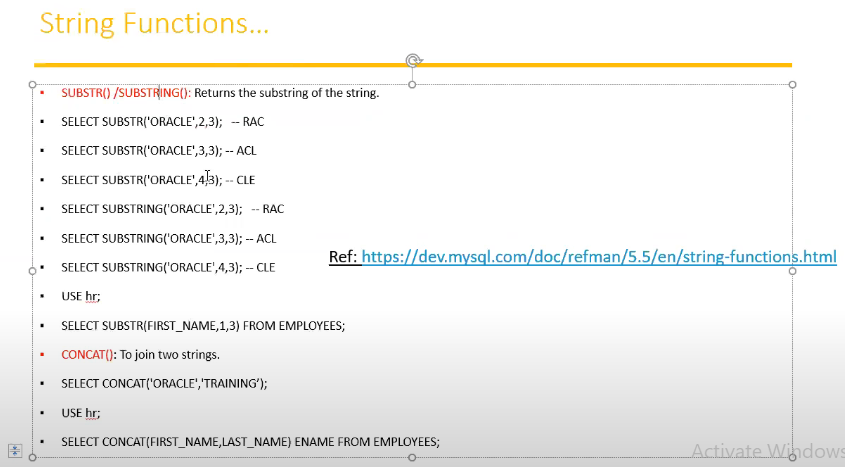 String Functions...
SUBSTR() /SUBSTRING(): Returns the substring of the string.
SELECT SUBSTR('ORACLE',2,3); -- RAC
SELECT SUBSTR('ORACLE',3,3); -- ACL
SELECT SUBSTR('ORACLE',4,3); -- CLE
SELECT SUBSTRING('ORACLE',2,3); -- RAC
SELECT SUBSTRING('ORACLE',3,3); -- ACL
Ref: https://dev.mysql.com/doc/refman/5.5/en/string-functions.html
SELECT SUBSTRING('ORACLE',4,3); -- CLE
USE hr;
SELECT SUBSTR(FIRST_NAME,1,3) FROM EMPLOYEES;
CONCAT(): To join two strings.
SELECT CONCAT('ORACLE','TRAINING’);
USE hr;
SELECT CONCAT(FIRST_NAME,LAST_NAME) ENAME FROM EMPLOYEES;
Activate Windows